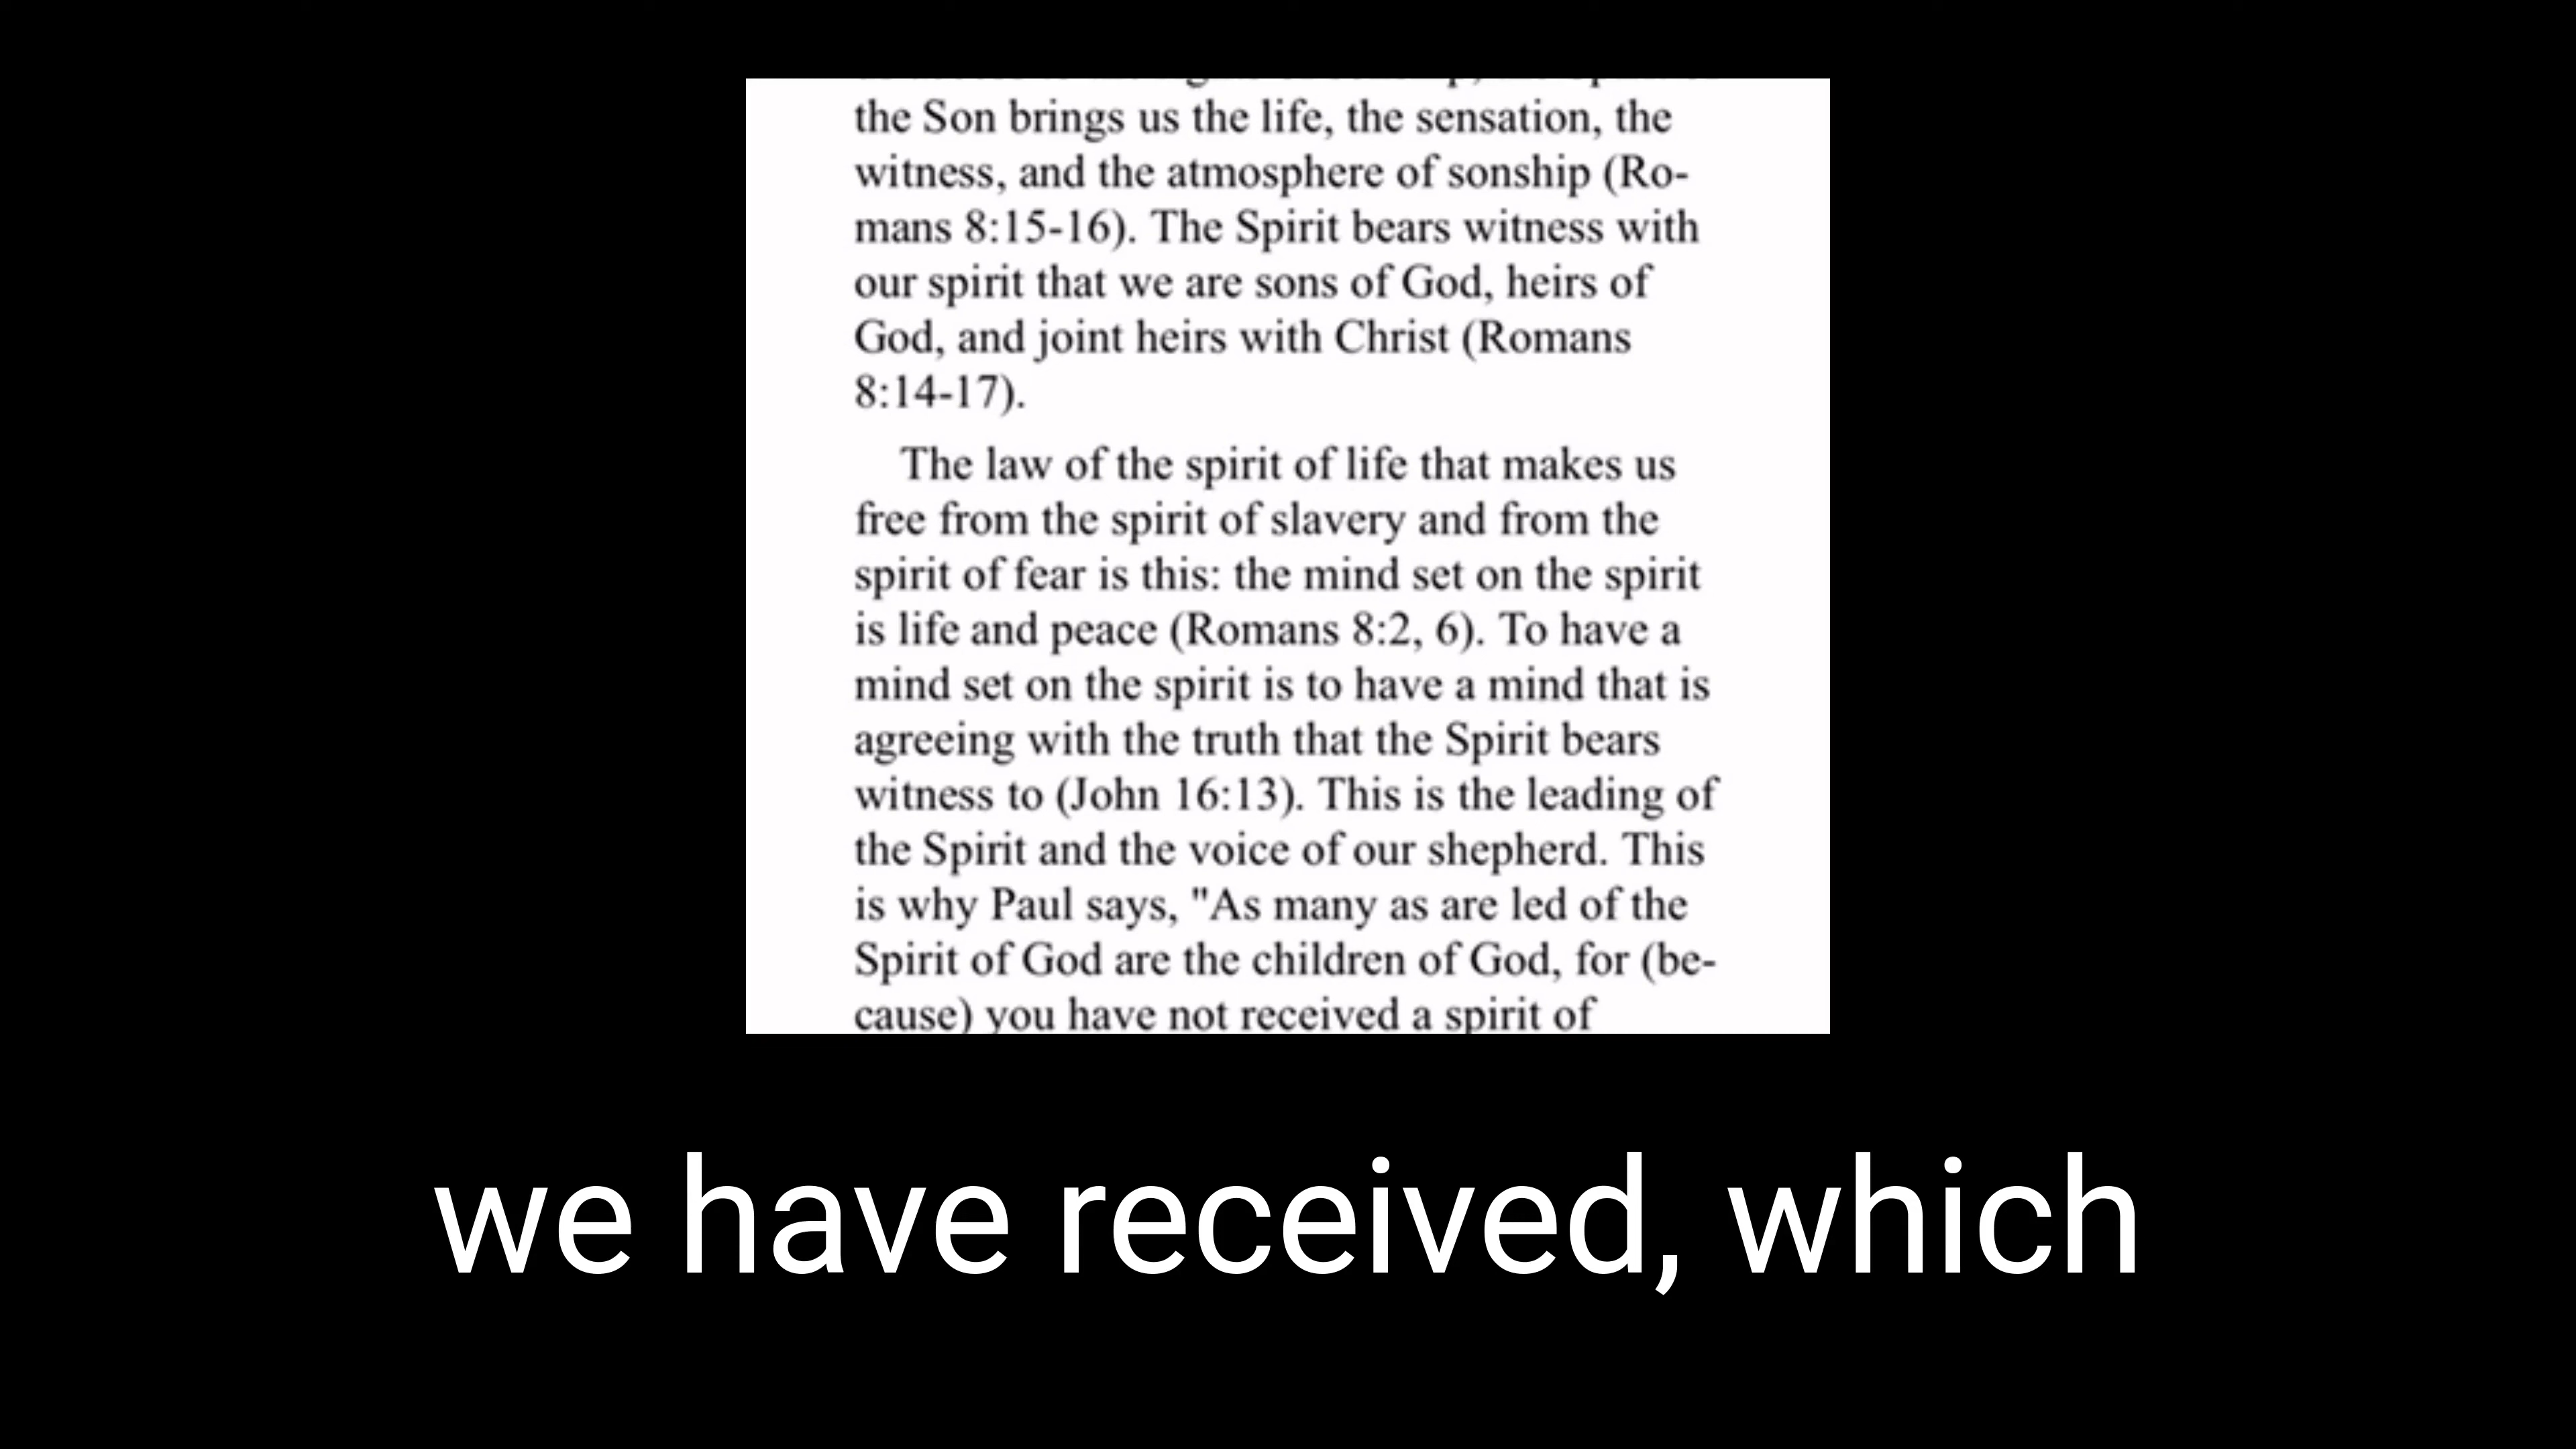 the Son brings us the life, the sensation, the
witness, and the atmosphere of sonship (Ro-
mans 8:15-16). The Spirit bears witness with
our spirit that we are sons of God, heirs of
God, and joint heirs with Christ (Romans
8:14-17).
The law of the spirit of life that makes us
free from the spirit of slavery and from the
spirit of fear is this: the mind set on the spirit
is life and peace (Romans 8:2, 6). To have a
mind set on the spirit is to have a mind that is
agreeing with the truth that the Spirit bears
witness to (John 16:13). This is the leading of
the Spirit and the voice of our shepherd. This
is why Paul says, "As many as are led of the
Spirit of God are the children of God, for (be-
cause) you have not received a spirit of
we have received, which